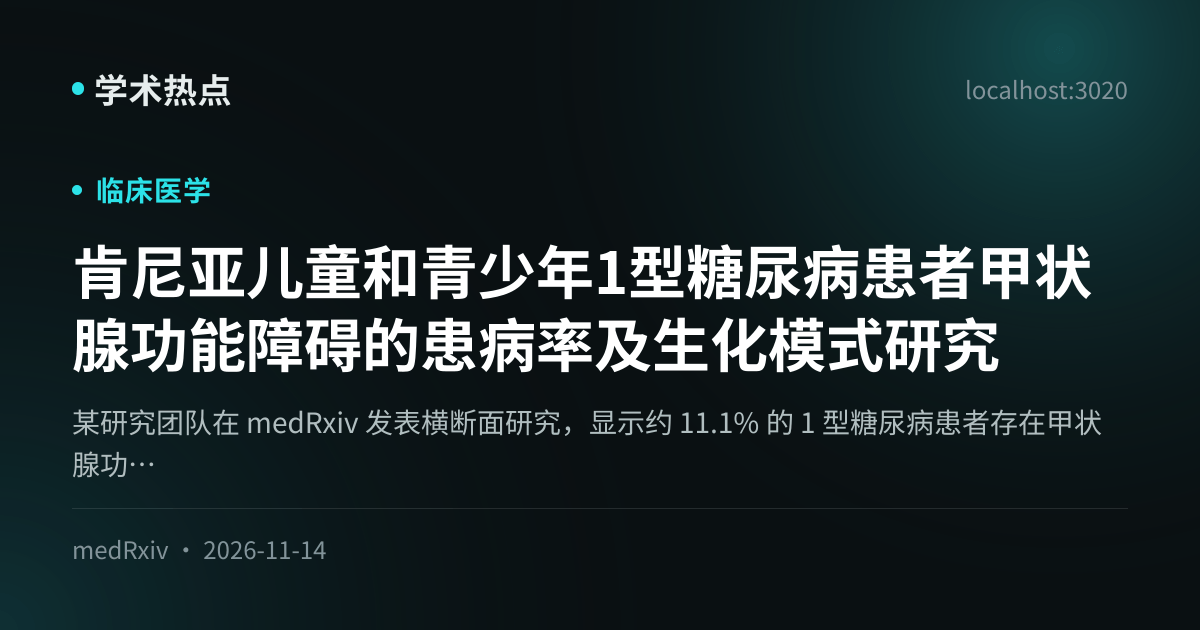 学术热点
localhost:3020
临床医学
肯尼亚儿童和青少年1型糖尿病患者甲状
腺功能障碍的患病率及生化模式研究
某研究团队在 medRxiv 发表横断面研究，显示约 11.1% 的 1 型糖尿病患者存在甲状
腺功…
medRxiv • 2026-11-14